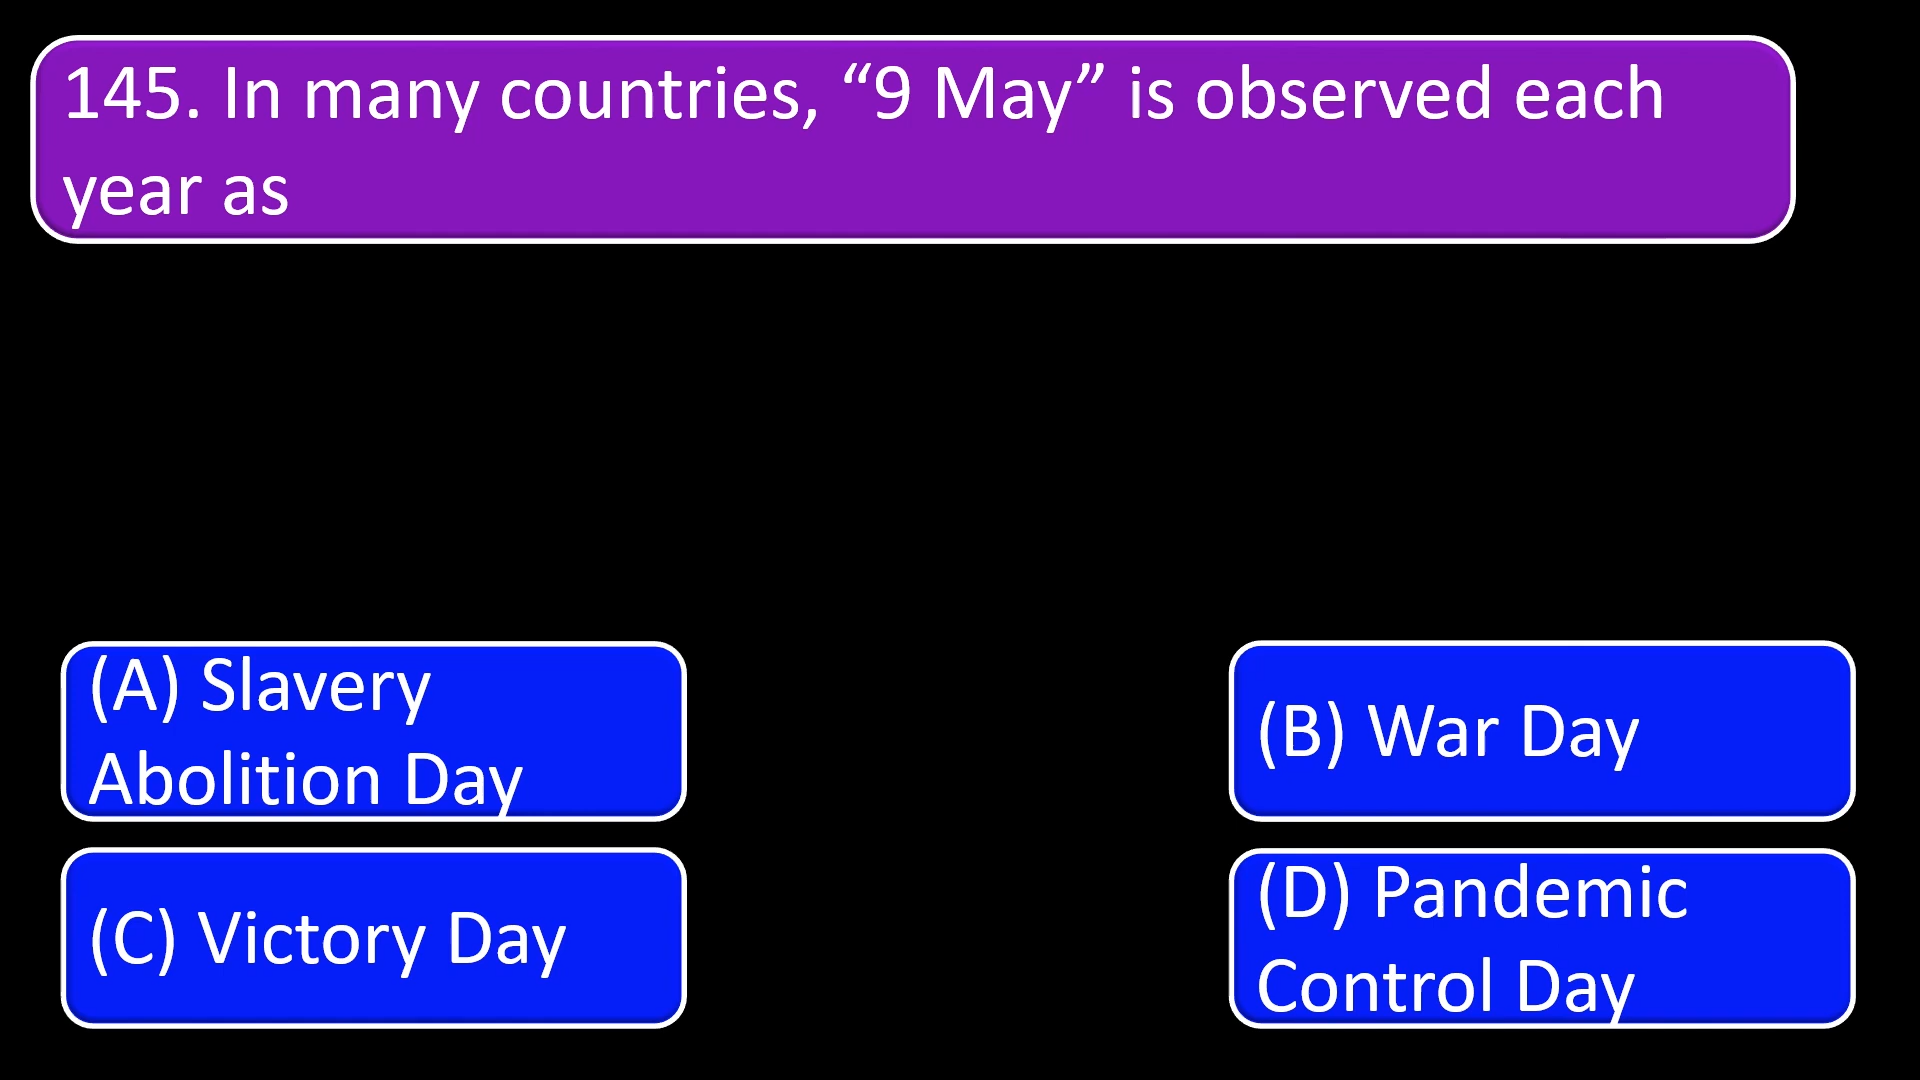 145. In many countries, “9 May” is observed each
year as
(A) Slavery
Abolition Day
(B) War Day
(C) Victory Day
(D) Pandemic
Control Day